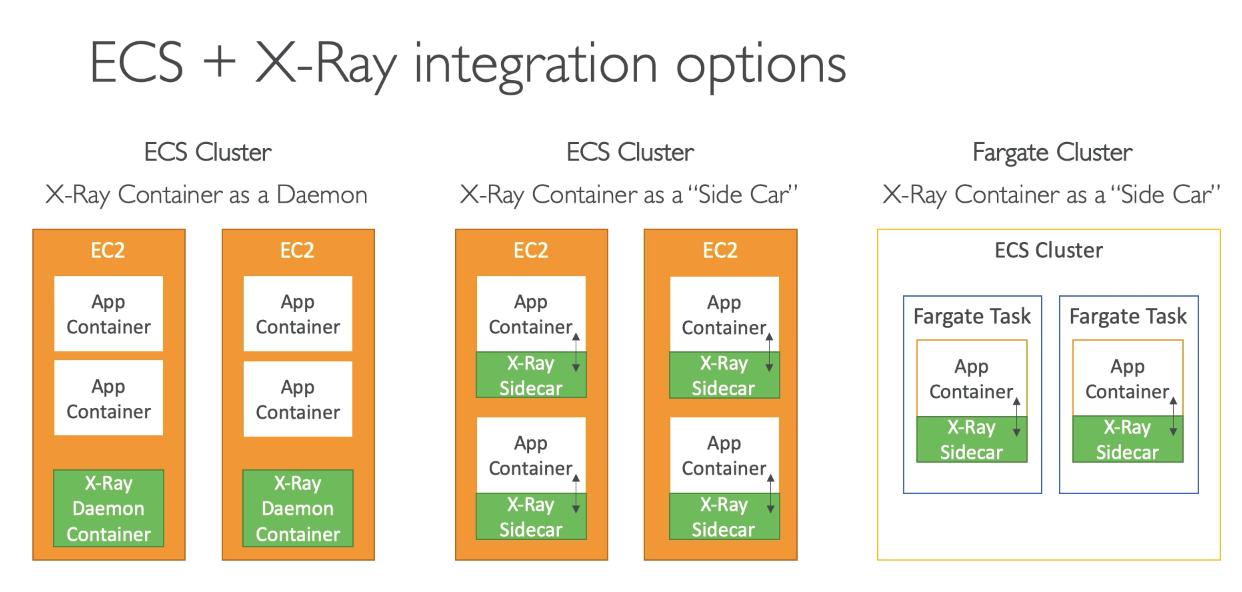 ECS + X-Ray integration options
ECS Cluster
X-Ray Container as a Daemon
EC2
App
Container
App
Container
X-Ray
Daemon
Container
EC2
App
Container
App
Container
X-Ray
Daemon
Container
ECS Cluster
X-Ray Container as a “Side Car”
EC2
App
Container
X-Ray
Sidecar
App
Container
X-Ray
Sidecar
EC2
App
Container
X-Ray
Sidecar
App
Container
X-Ray
Sidecar
Fargate Cluster
X-Ray Container as a “Side Car”
ECS Cluster
Fargate Task
App
Container
X-Ray
Sidecar
Fargate Task
App
Container
X-Ray
Sidecar